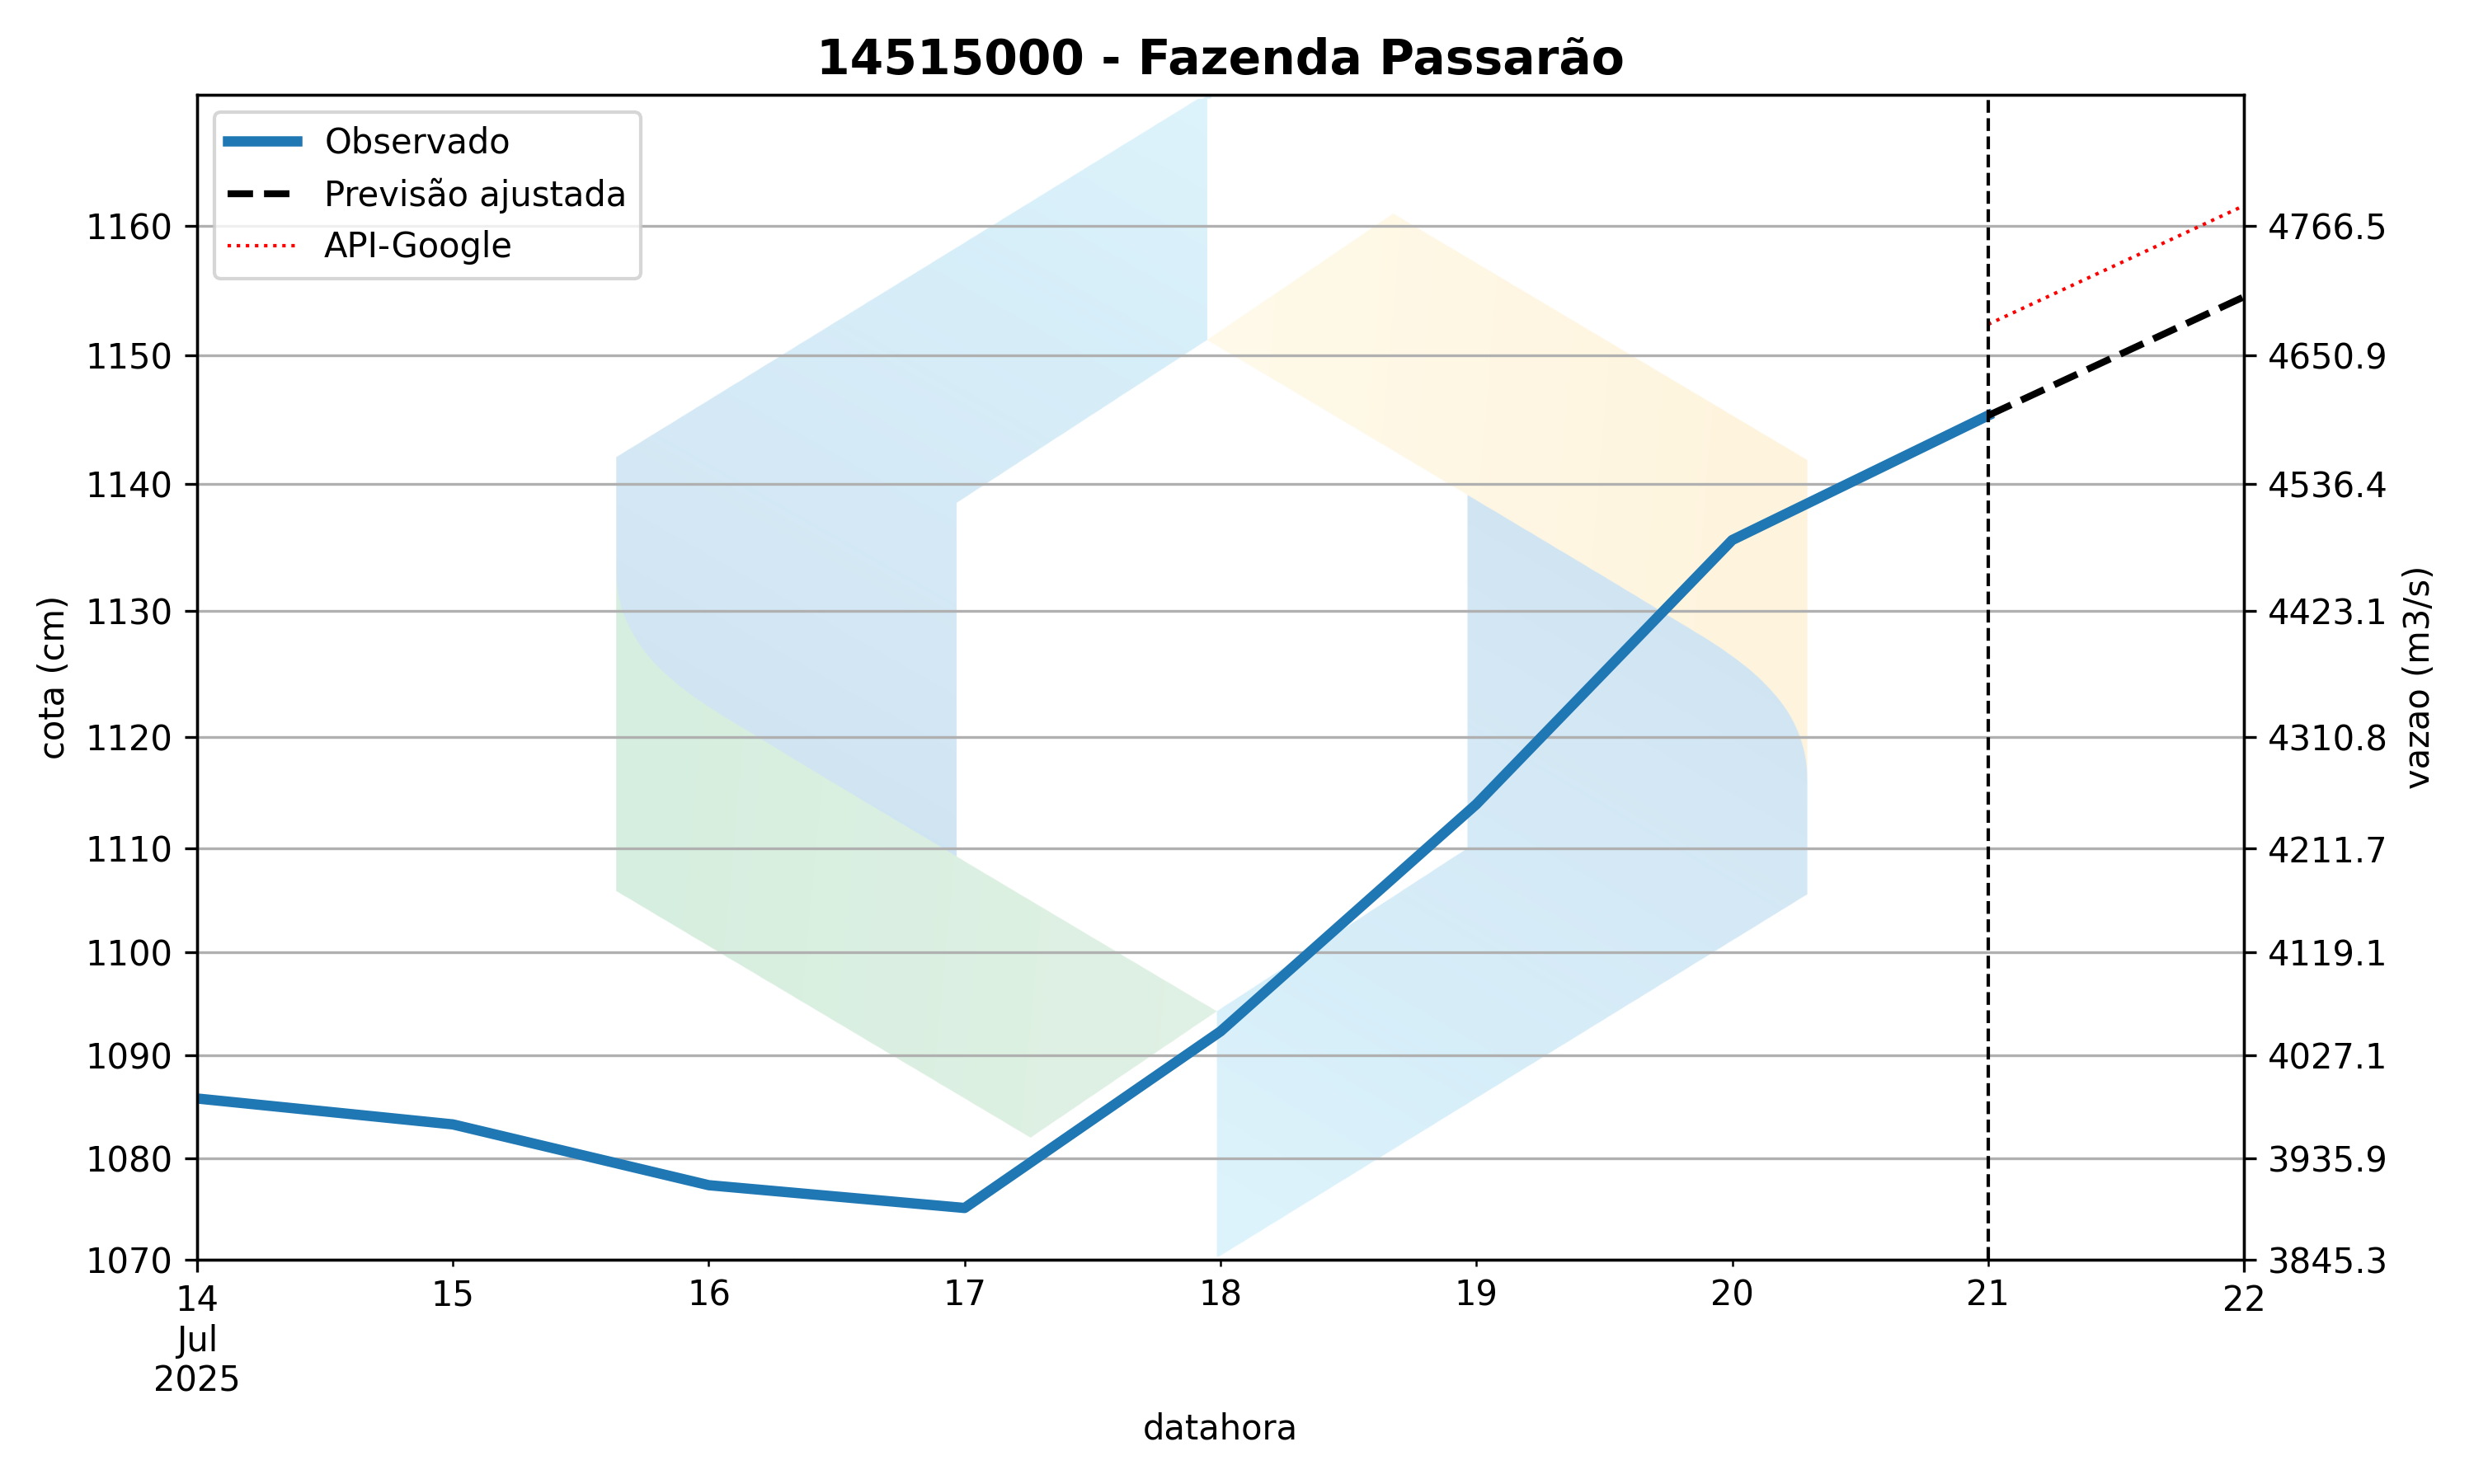 14515000 - Fazenda Passarão
Observado
Previsão ajustada
API-Google
cota (cm)
1160
1150
1140
1130
1120
1110
1100
1090
1080
1070
4766.5
4650.9
4536.4
4423.1
4310.8
4211.7
4119.1
4027.1
3935.9
3845.3
vazao (m3/s)
14 15 16 17 18 19 20 21 22
Jul
2025
datahora